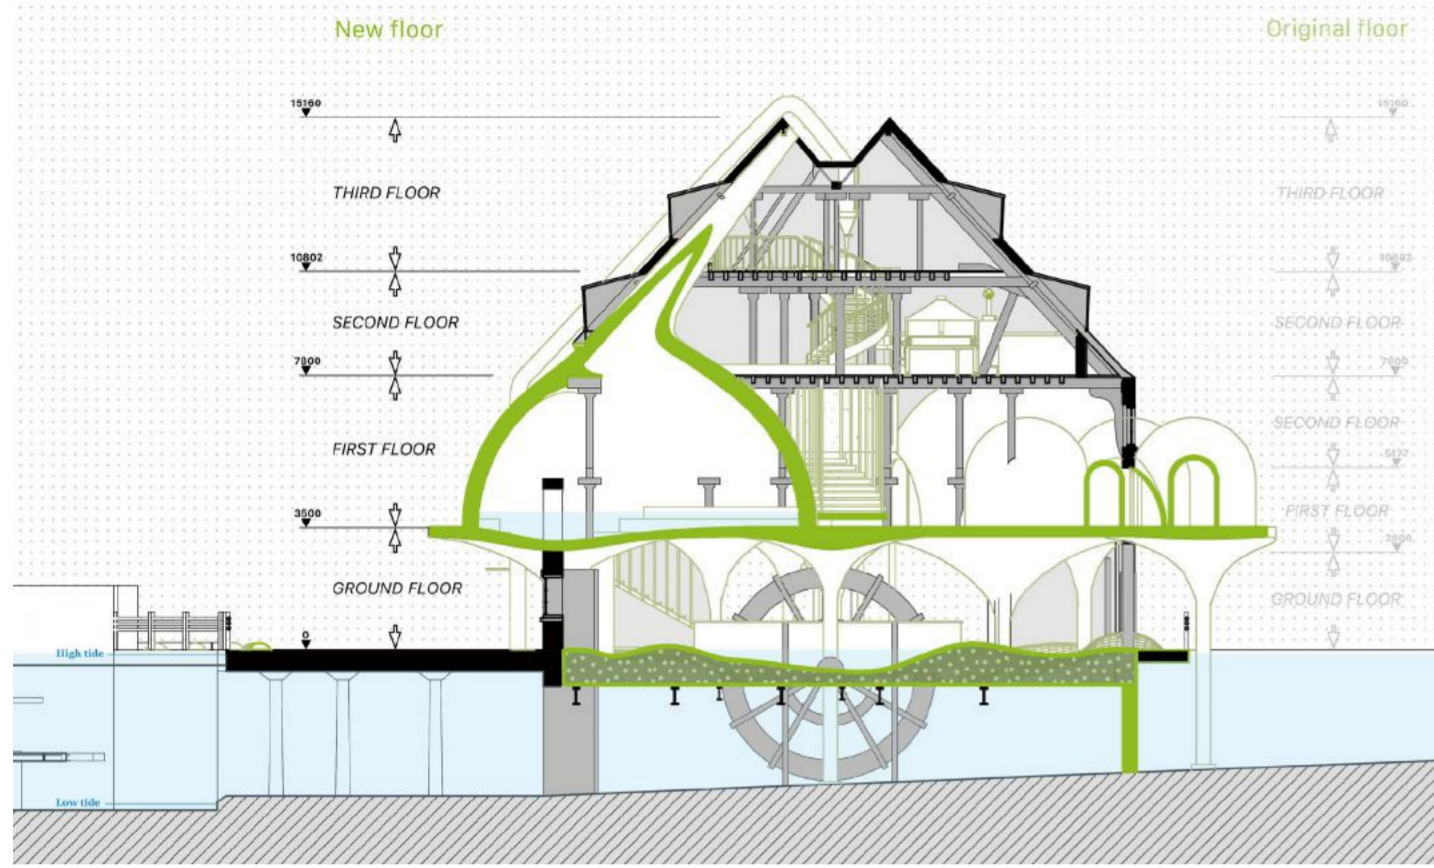 New floor
Original floor
15160
15160
THIRD FLOOR
THIRD FLOOR
10802
10802
SECOND FLOOR
SECOND FLOOR
7800
7800
SECOND FLOOR
FIRST FLOOR
5177
3500
FIRST FLOOR
2600
GROUND FLOOR
GROUND FLOOR
0
High tide
Low tide